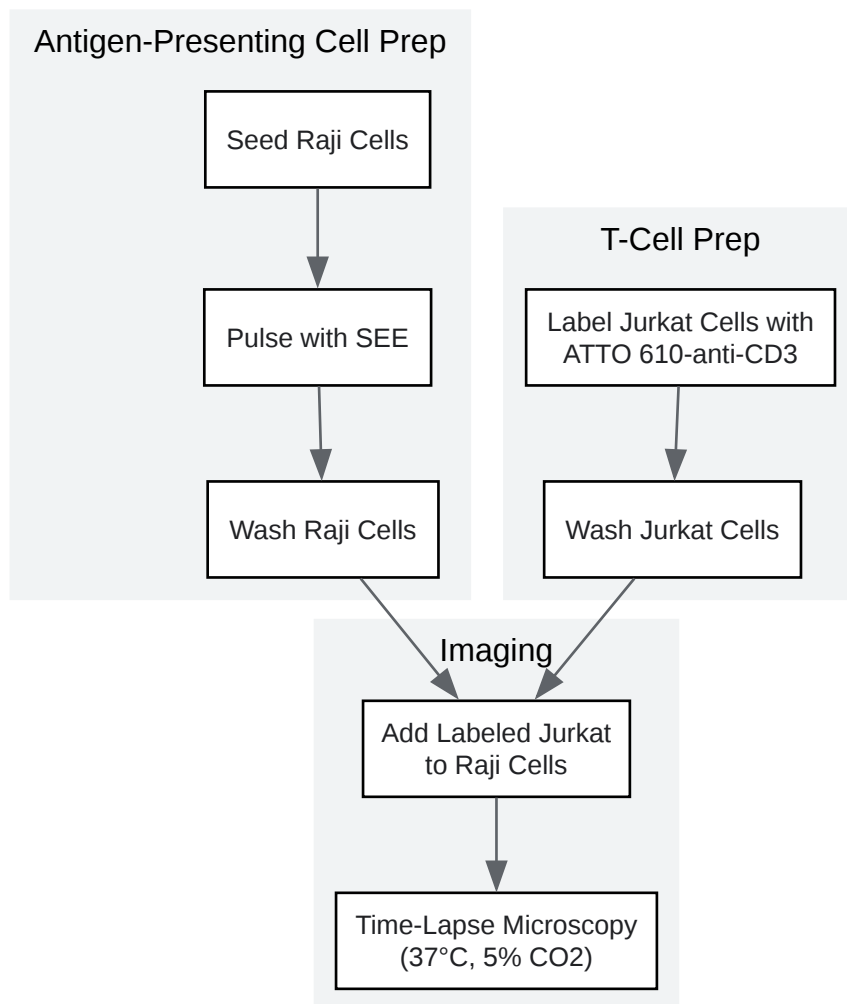 Antigen-Presenting Cell Prep
Seed Raji Cells
Pulse with SEE
Wash Raji Cells
T-Cell Prep
Label Jurkat Cells with
ATTO 610-anti-CD3
Wash Jurkat Cells
Imaging
Add Labeled Jurkat
to Raji Cells
Time-Lapse Microscopy
(37°C, 5% CO2)